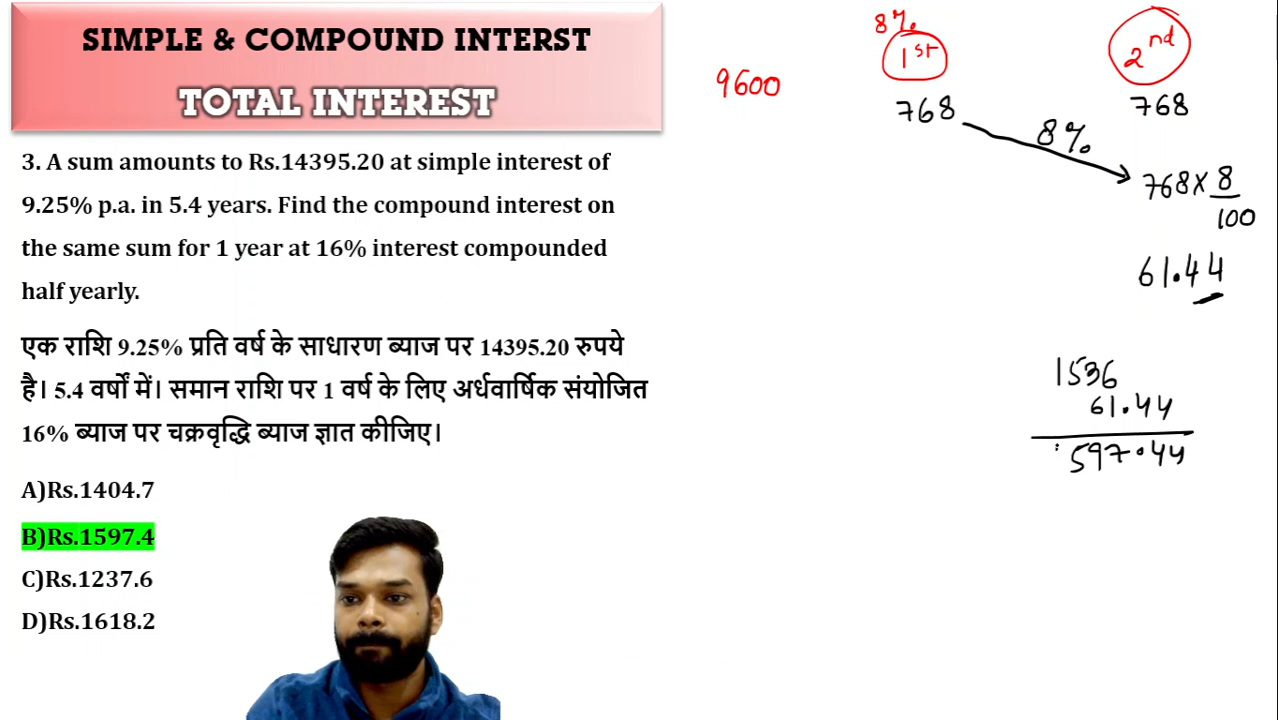 SIMPLE & COMPOUND INTERST
TOTAL INTEREST
3. A sum amounts to Rs.14395.20 at simple interest of
9.25% p.a. in 5.4 years. Find the compound interest on
the same sum for 1 year at 16% interest compounded
half yearly.
एक राशि 9.25% प्रति वर्ष के साधारण ब्याज पर 14395.20 रुपये
है। 5.4 वर्षों में। समान राशि पर 1 वर्ष के लिए अर्धवार्षिक संयोजित
16% ब्याज पर चक्रवृद्धि ब्याज ज्ञात कीजिए।
A)Rs.1404.7
B)Rs.1597.4
C)Rs.1237.6
D)Rs.1618.2
9600
8%
1st
2nd
768
768
8%
768 × 8
100
61.44
1536
61.44
597.44